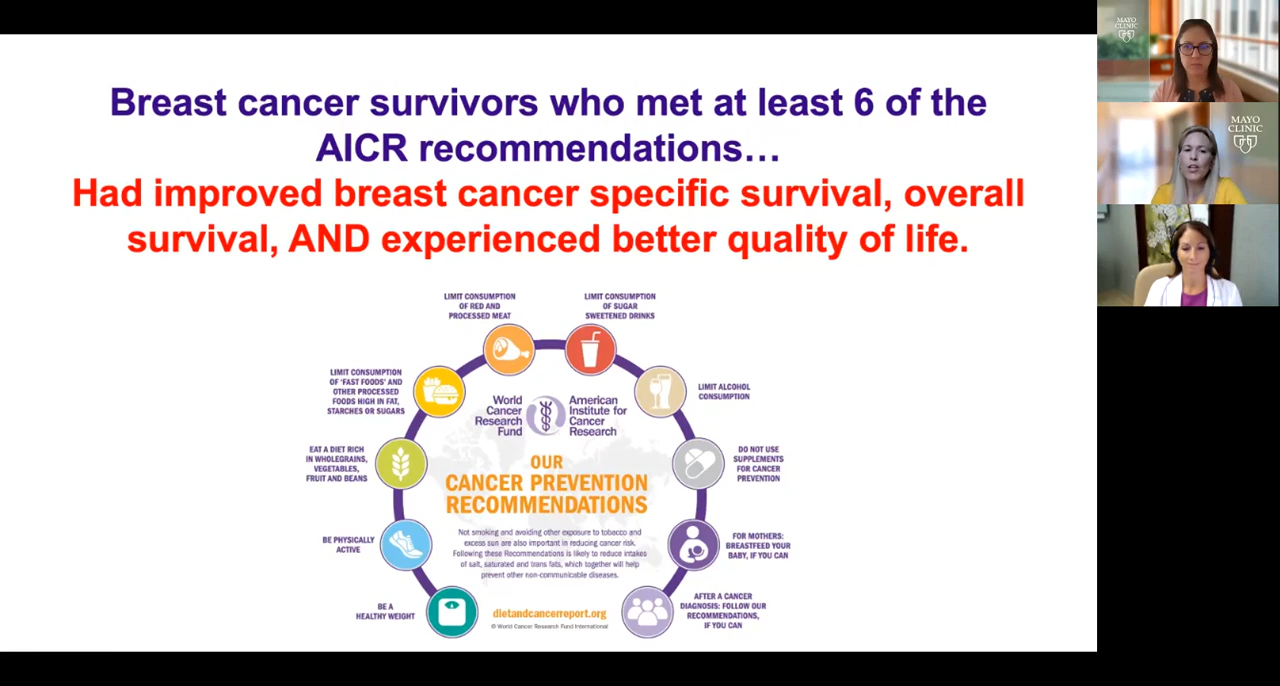 Breast cancer survivors who met at least 6 of the
AICR recommendations…
Had improved breast cancer specific survival, overall
survival, AND experienced better quality of life.
LIMIT CONSUMPTION
OF RED AND
PROCESSED MEAT
LIMIT CONSUMPTION
OF SUGAR
SWEETENED DRINKS
LIMIT CONSUMPTION
OF 'FAST FOODS' AND
OTHER PROCESSED
FOODS HIGH IN FAT,
STARCHES OR SUGARS
LIMIT ALCOHOL
CONSUMPTION
World
Cancer
Research
Fund
American
Institute for
Cancer
Research
EAT A DIET RICH
IN WHOLEGRAINS,
VEGETABLES,
FRUIT AND BEANS
DO NOT USE
SUPPLEMENTS
FOR CANCER
PREVENTION
OUR
CANCER PREVENTION
RECOMMENDATIONS
Not smoking and avoiding other exposure to tobacco and
excess sun are also important in reducing cancer risk.
Following these Recommendations is likely to reduce intakes
of salt, saturated and trans fats, which together will help
prevent other non-communicable diseases.
BE PHYSICALLY
ACTIVE
FOR MOTHERS:
BREASTFEED YOUR
BABY, IF YOU CAN
BE A
HEALTHY WEIGHT
AFTER A CANCER
DIAGNOSIS: FOLLOW OUR
RECOMMENDATIONS,
IF YOU CAN
dietandcancerreport.org
© World Cancer Research Fund International
MAYO
CLINIC
MAYO
CLINIC